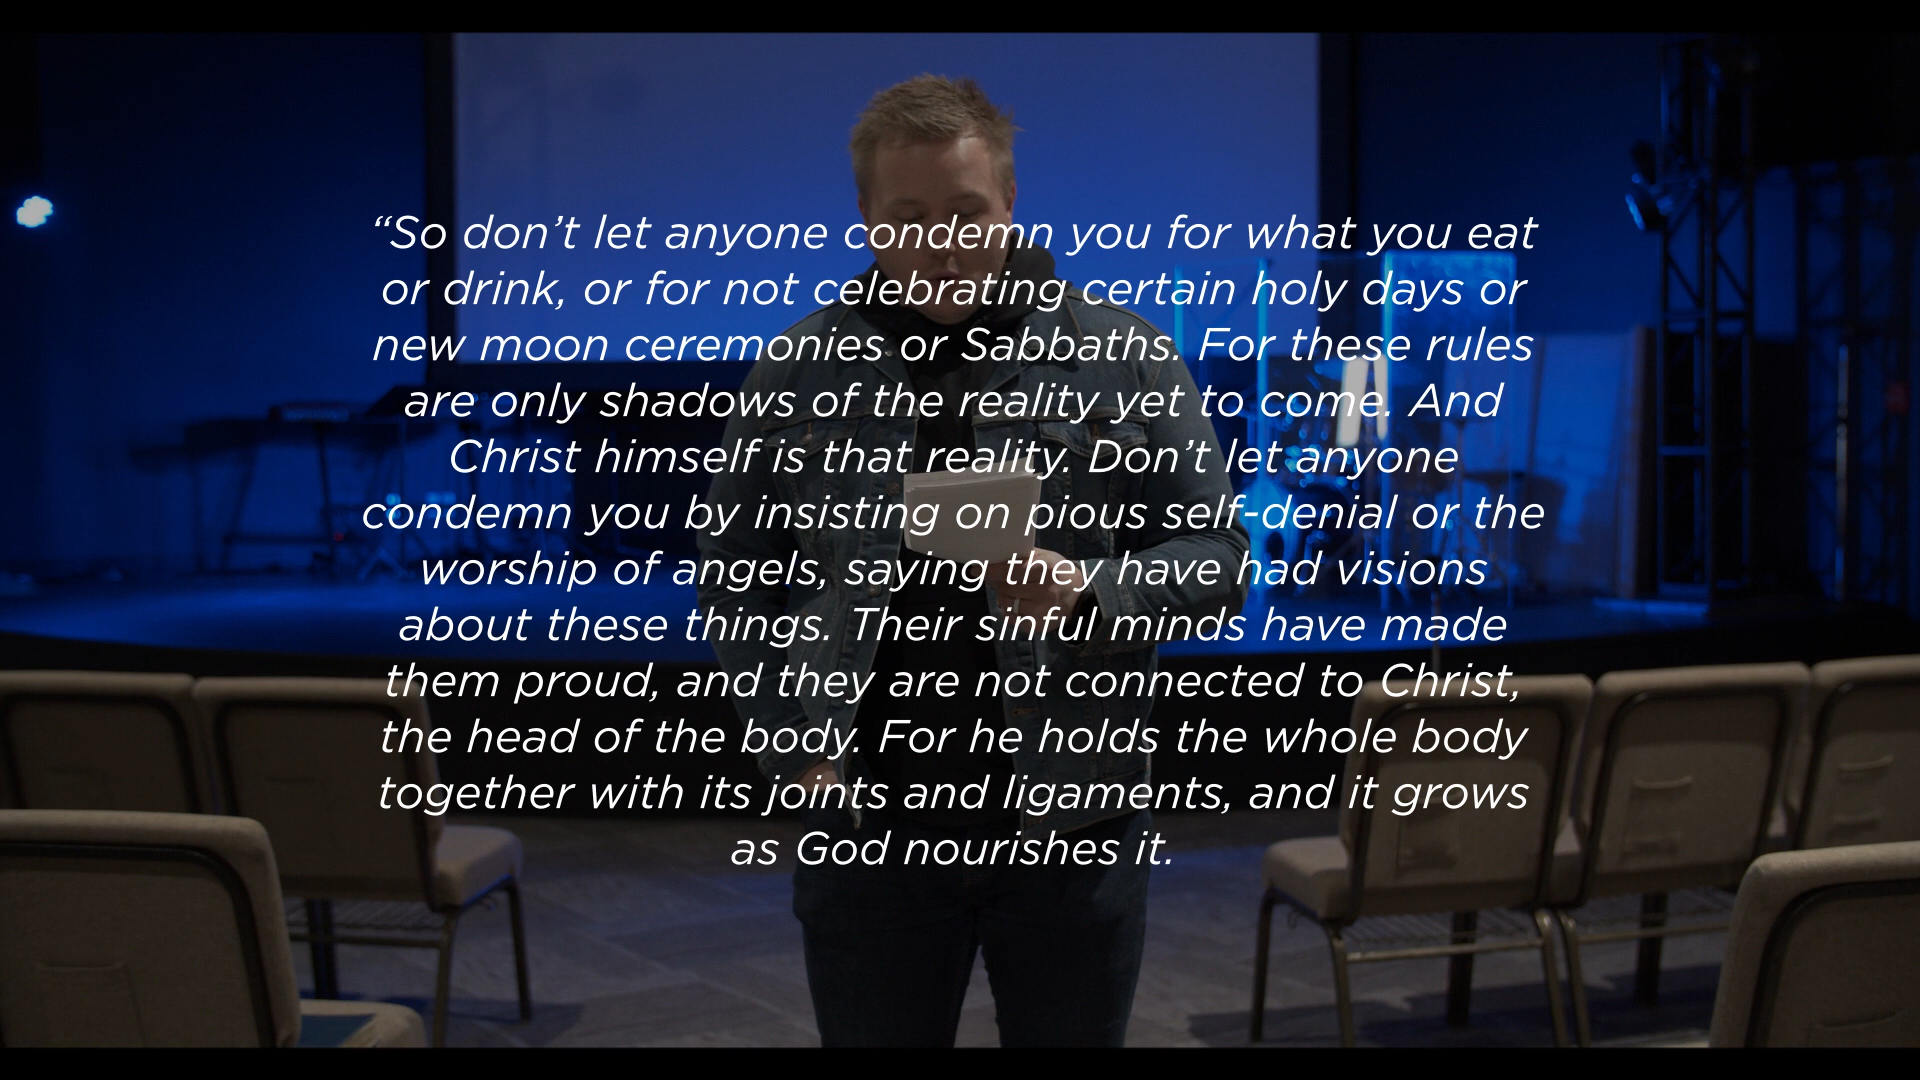 “So don’t let anyone condemn you for what you eat
or drink, or for not celebrating certain holy days or
new moon ceremonies or Sabbaths. For these rules
are only shadows of the reality yet to come. And
Christ himself is that reality. Don’t let anyone
condemn you by insisting on pious self-denial or the
worship of angels, saying they have had visions
about these things. Their sinful minds have made
them proud, and they are not connected to Christ,
the head of the body. For he holds the whole body
together with its joints and ligaments, and it grows
as God nourishes it.